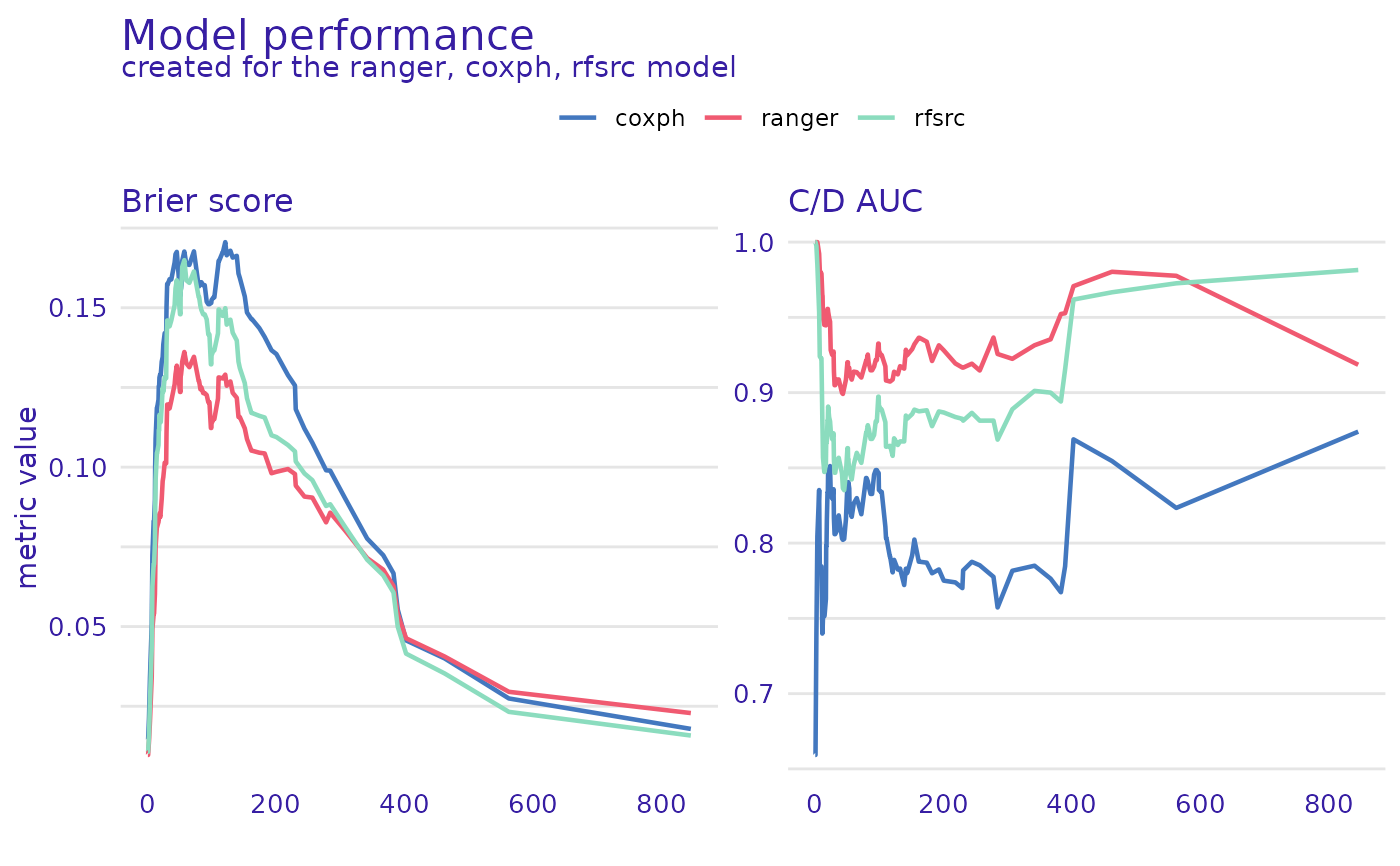 Model performance
created for the ranger, coxph, rfsrc model
coxph ranger rfsrc
Brier score
C/D AUC
metric value
0.15
0.10
0.05
0 200 400 600 800
1.0
0.9
0.8
0.7
0 200 400 600 800